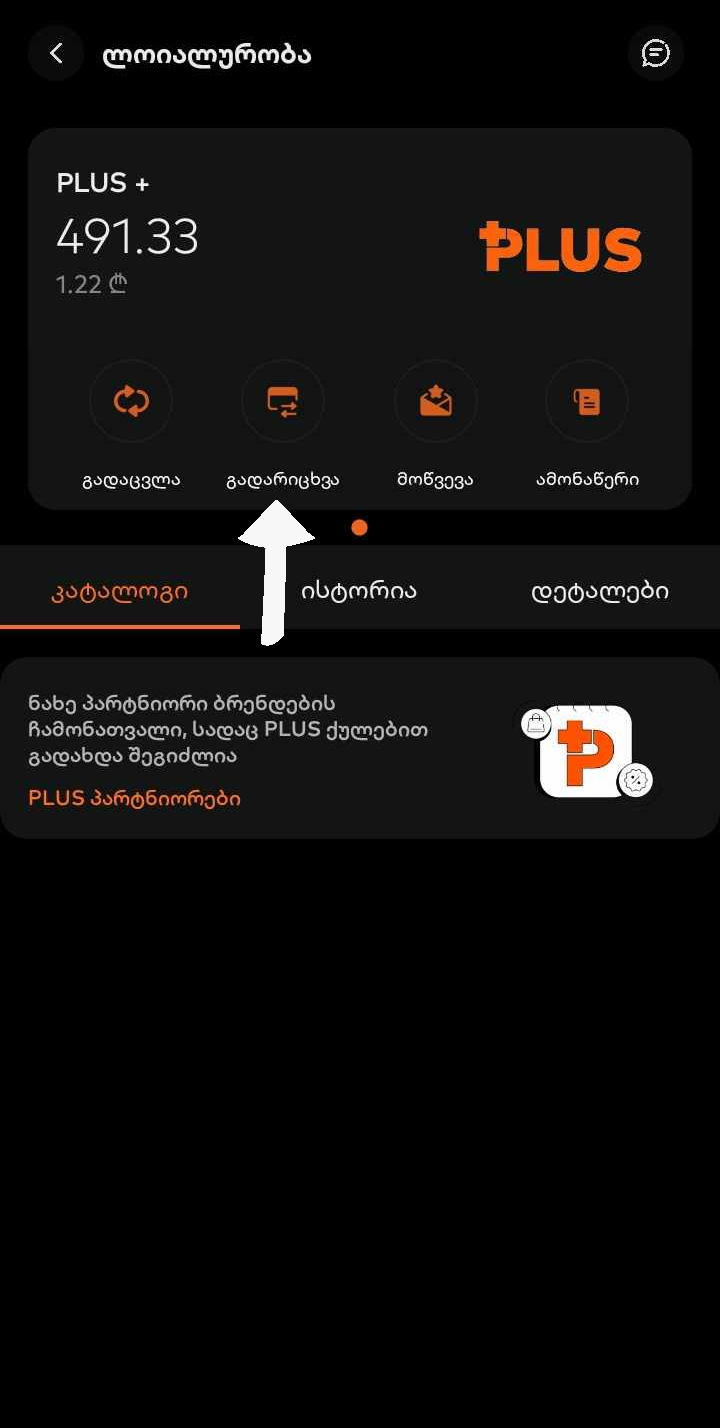 ლოიალურობა
PLUS +
491.33
1.22 ₾
PLUS
გადაცვლა
გადარიცხვა
მოწვევა
ამონაწერი
კატალოგი
ისტორია
დეტალები
ნახე პარტნიორი ბრენდების
ჩამონათვალი, სადაც PLUS ქულებით
გადახდა შეგიძლია
PLUS პარტნიორები
P